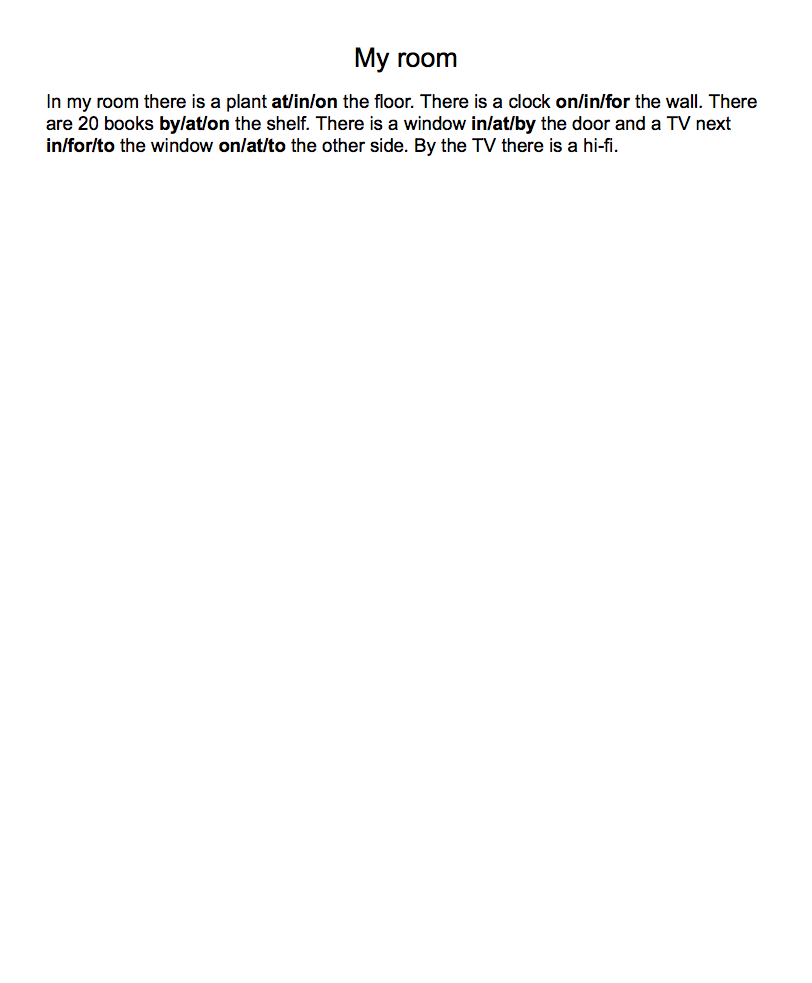 My room
In my room there is a plant at/in/on the floor. There is a clock on/in/for the wall. There
are 20 books by/at/on the shelf. There is a window in/at/by the door and a TV next
in/for/to the window on/at/to the other side. By the TV there is a hi-fi.